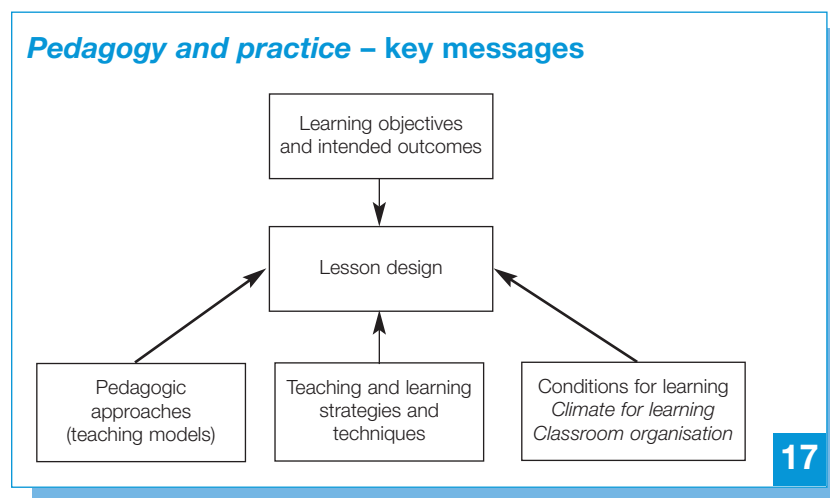 Pedagogy and practice – key messages
Learning objectives
and intended outcomes
Lesson design
Pedagogic
approaches
(teaching models)
Teaching and learning
strategies and
techniques
Conditions for learning
Climate for learning
Classroom organisation
17